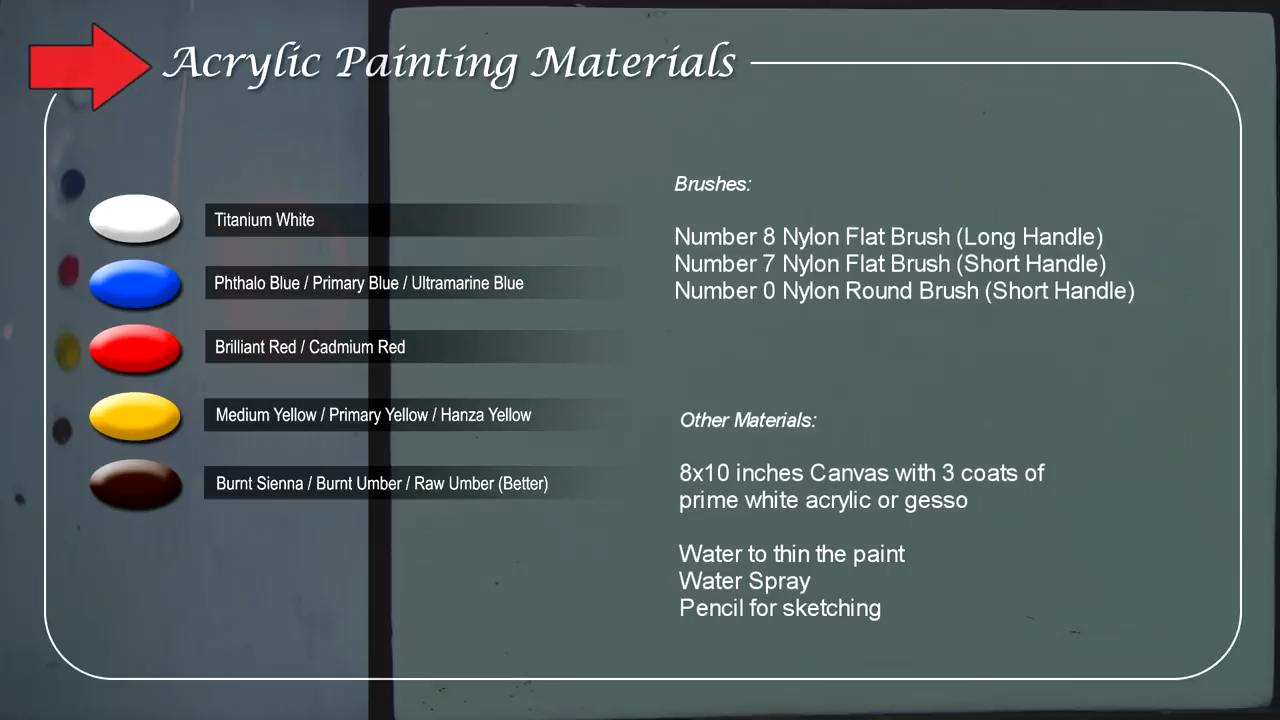 Acrylic Painting Materials
Titanium White
Phthalo Blue / Primary Blue / Ultramarine Blue
Brilliant Red / Cadmium Red
Medium Yellow / Primary Yellow / Hanza Yellow
Burnt Sienna / Burnt Umber / Raw Umber (Better)
Brushes:
Number 8 Nylon Flat Brush (Long Handle)
Number 7 Nylon Flat Brush (Short Handle)
Number 0 Nylon Round Brush (Short Handle)
Other Materials:
8x10 inches Canvas with 3 coats of
prime white acrylic or gesso
Water to thin the paint
Water Spray
Pencil for sketching